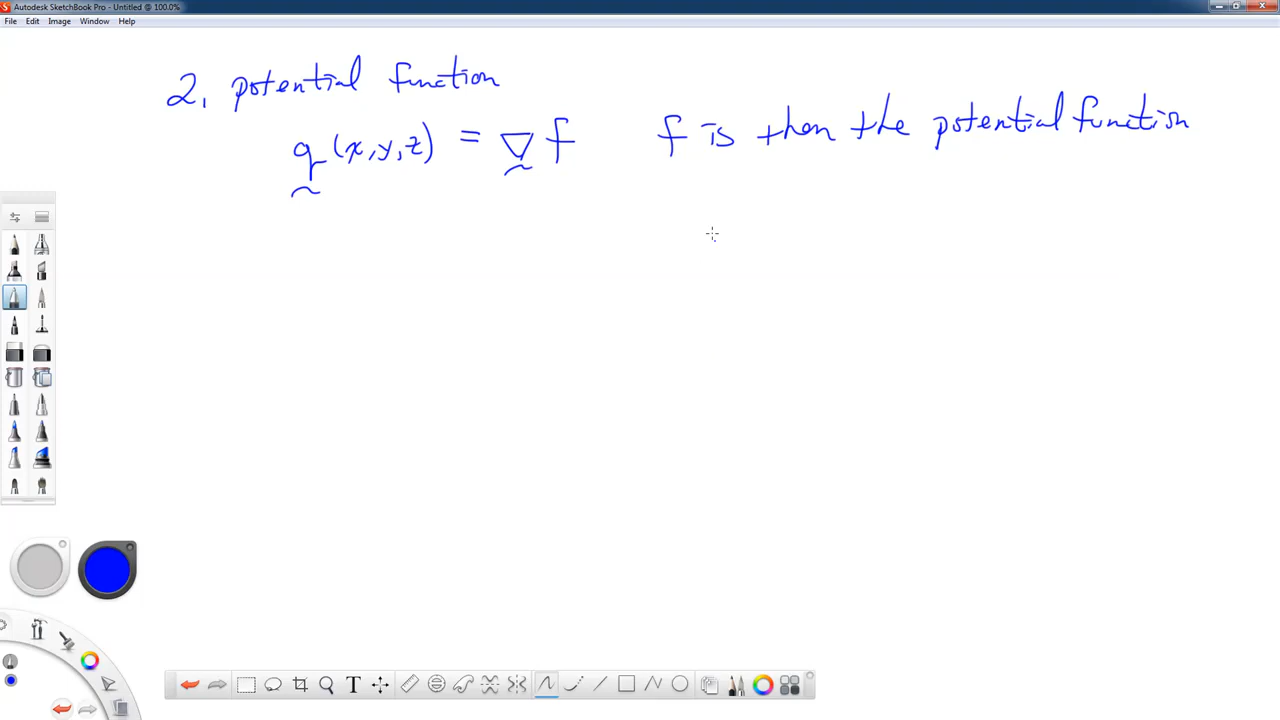 Autodesk SketchBook Pro - Untitled @ 100.0%
File Edit Image Window Help
2. potential function
q(x,y,z) = ∇f f is then the potential function